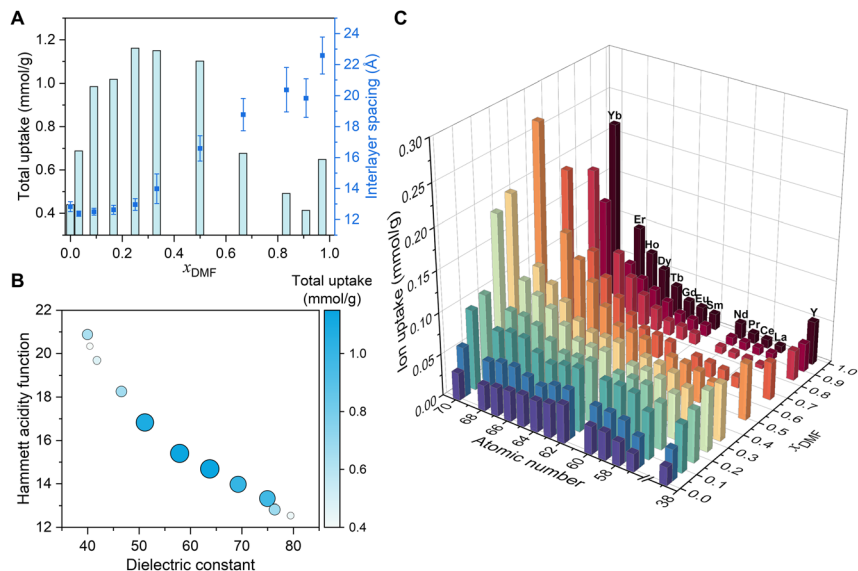 A
Total uptake (mmol/g)
1.2
1.0
0.8
0.6
0.4
0.0 0.2 0.4 0.6 0.8 1.0
xDMF
24
22
20
18
16
14
12
Interlayer spacing (Å)
B
Total uptake
(mmol/g)
Hammett acidity function
22
20
18
16
14
12
40 50 60 70 80
Dielectric constant
1.0
0.8
0.6
0.4
C
Ion uptake (mmol/g)
0.30
0.25
0.20
0.15
0.10
0.05
0.00
Yb
Er
Ho
Dy
Tb
Gd
Eu
Sm
Nd
Pr
Ce
La
Y
70 68 66 64 62 60 58 38
Atomic number
0.0 0.1 0.2 0.3 0.4 0.5 0.6 0.7 0.8 0.9 1.0
xDMF